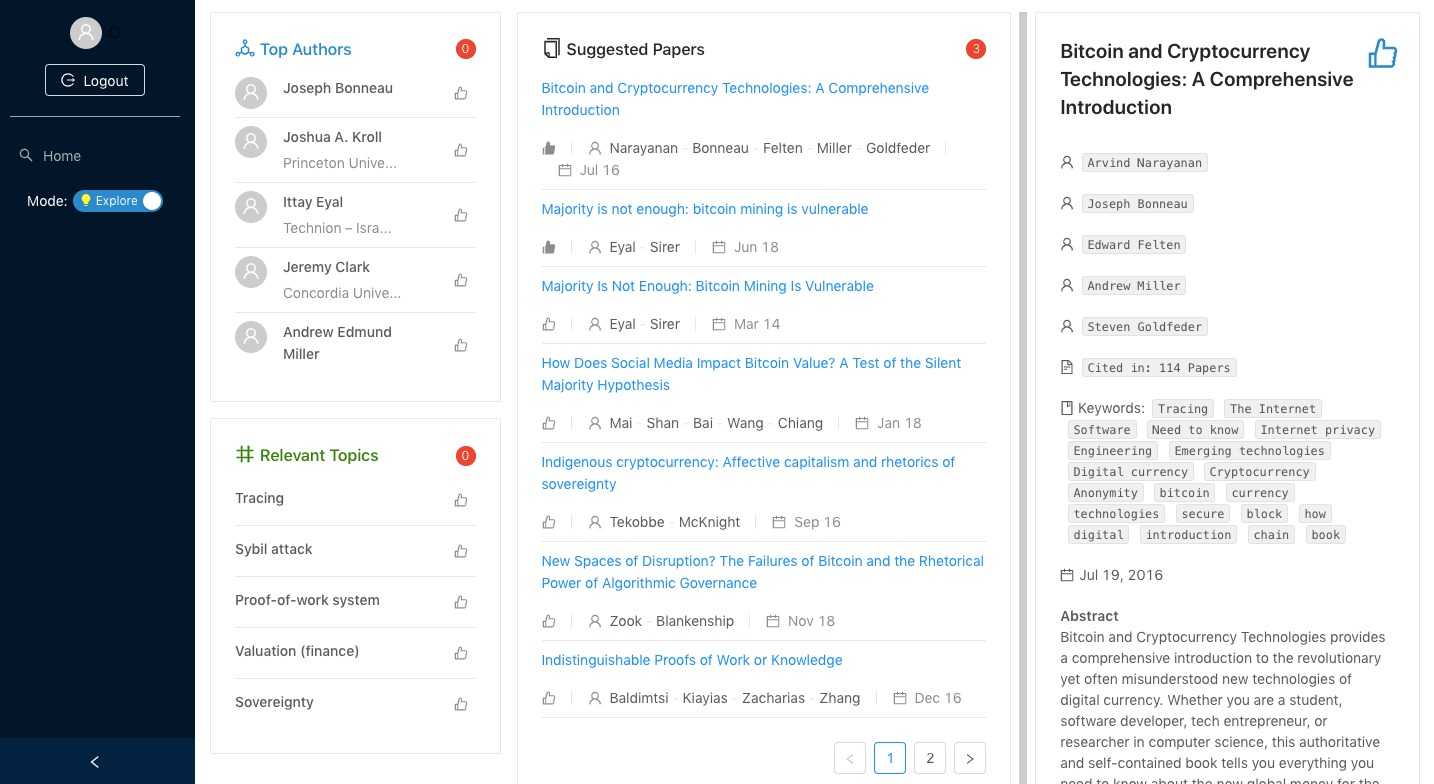 Logout
Home
Mode: Explore
Top Authors 0
Joseph Bonneau
Joshua A. Kroll
Princeton Unive...
Ittay Eyal
Technion – Isra...
Jeremy Clark
Concordia Unive...
Andrew Edmund
Miller
Relevant Topics 0
Tracing
Sybil attack
Proof-of-work system
Valuation (finance)
Sovereignty
Suggested Papers 3
Bitcoin and Cryptocurrency Technologies: A Comprehensive
Introduction
Narayanan - Bonneau - Felten - Miller - Goldfeder
Jul 16
Majority is not enough: bitcoin mining is vulnerable
Eyal - Sirer Jun 18
Majority Is Not Enough: Bitcoin Mining Is Vulnerable
Eyal - Sirer Mar 14
How Does Social Media Impact Bitcoin Value? A Test of the Silent
Majority Hypothesis
Mai - Shan - Bai - Wang - Chiang Jan 18
Indigenous cryptocurrency: Affective capitalism and rhetorics of
sovereignty
Tekobbe - McKnight Sep 16
New Spaces of Disruption? The Failures of Bitcoin and the Rhetorical
Power of Algorithmic Governance
Zook - Blankenship Nov 18
Indistinguishable Proofs of Work or Knowledge
Baldimtsi - Kiayias - Zacharias - Zhang Dec 16
< 1 2 >
Bitcoin and Cryptocurrency
Technologies: A Comprehensive
Introduction
Arvind Narayanan
Joseph Bonneau
Edward Felten
Andrew Miller
Steven Goldfeder
Cited in: 114 Papers
Keywords: Tracing The Internet
Software Need to know Internet privacy
Engineering Emerging technologies
Digital currency Cryptocurrency
Anonymity bitcoin currency
technologies secure block how
digital introduction chain book
Jul 19, 2016
Abstract
Bitcoin and Cryptocurrency Technologies provides
a comprehensive introduction to the revolutionary
yet often misunderstood new technologies of
digital currency. Whether you are a student,
software developer, tech entrepreneur, or
researcher in computer science, this authoritative
and self-contained book tells you everything you
need to know about the new global money for the